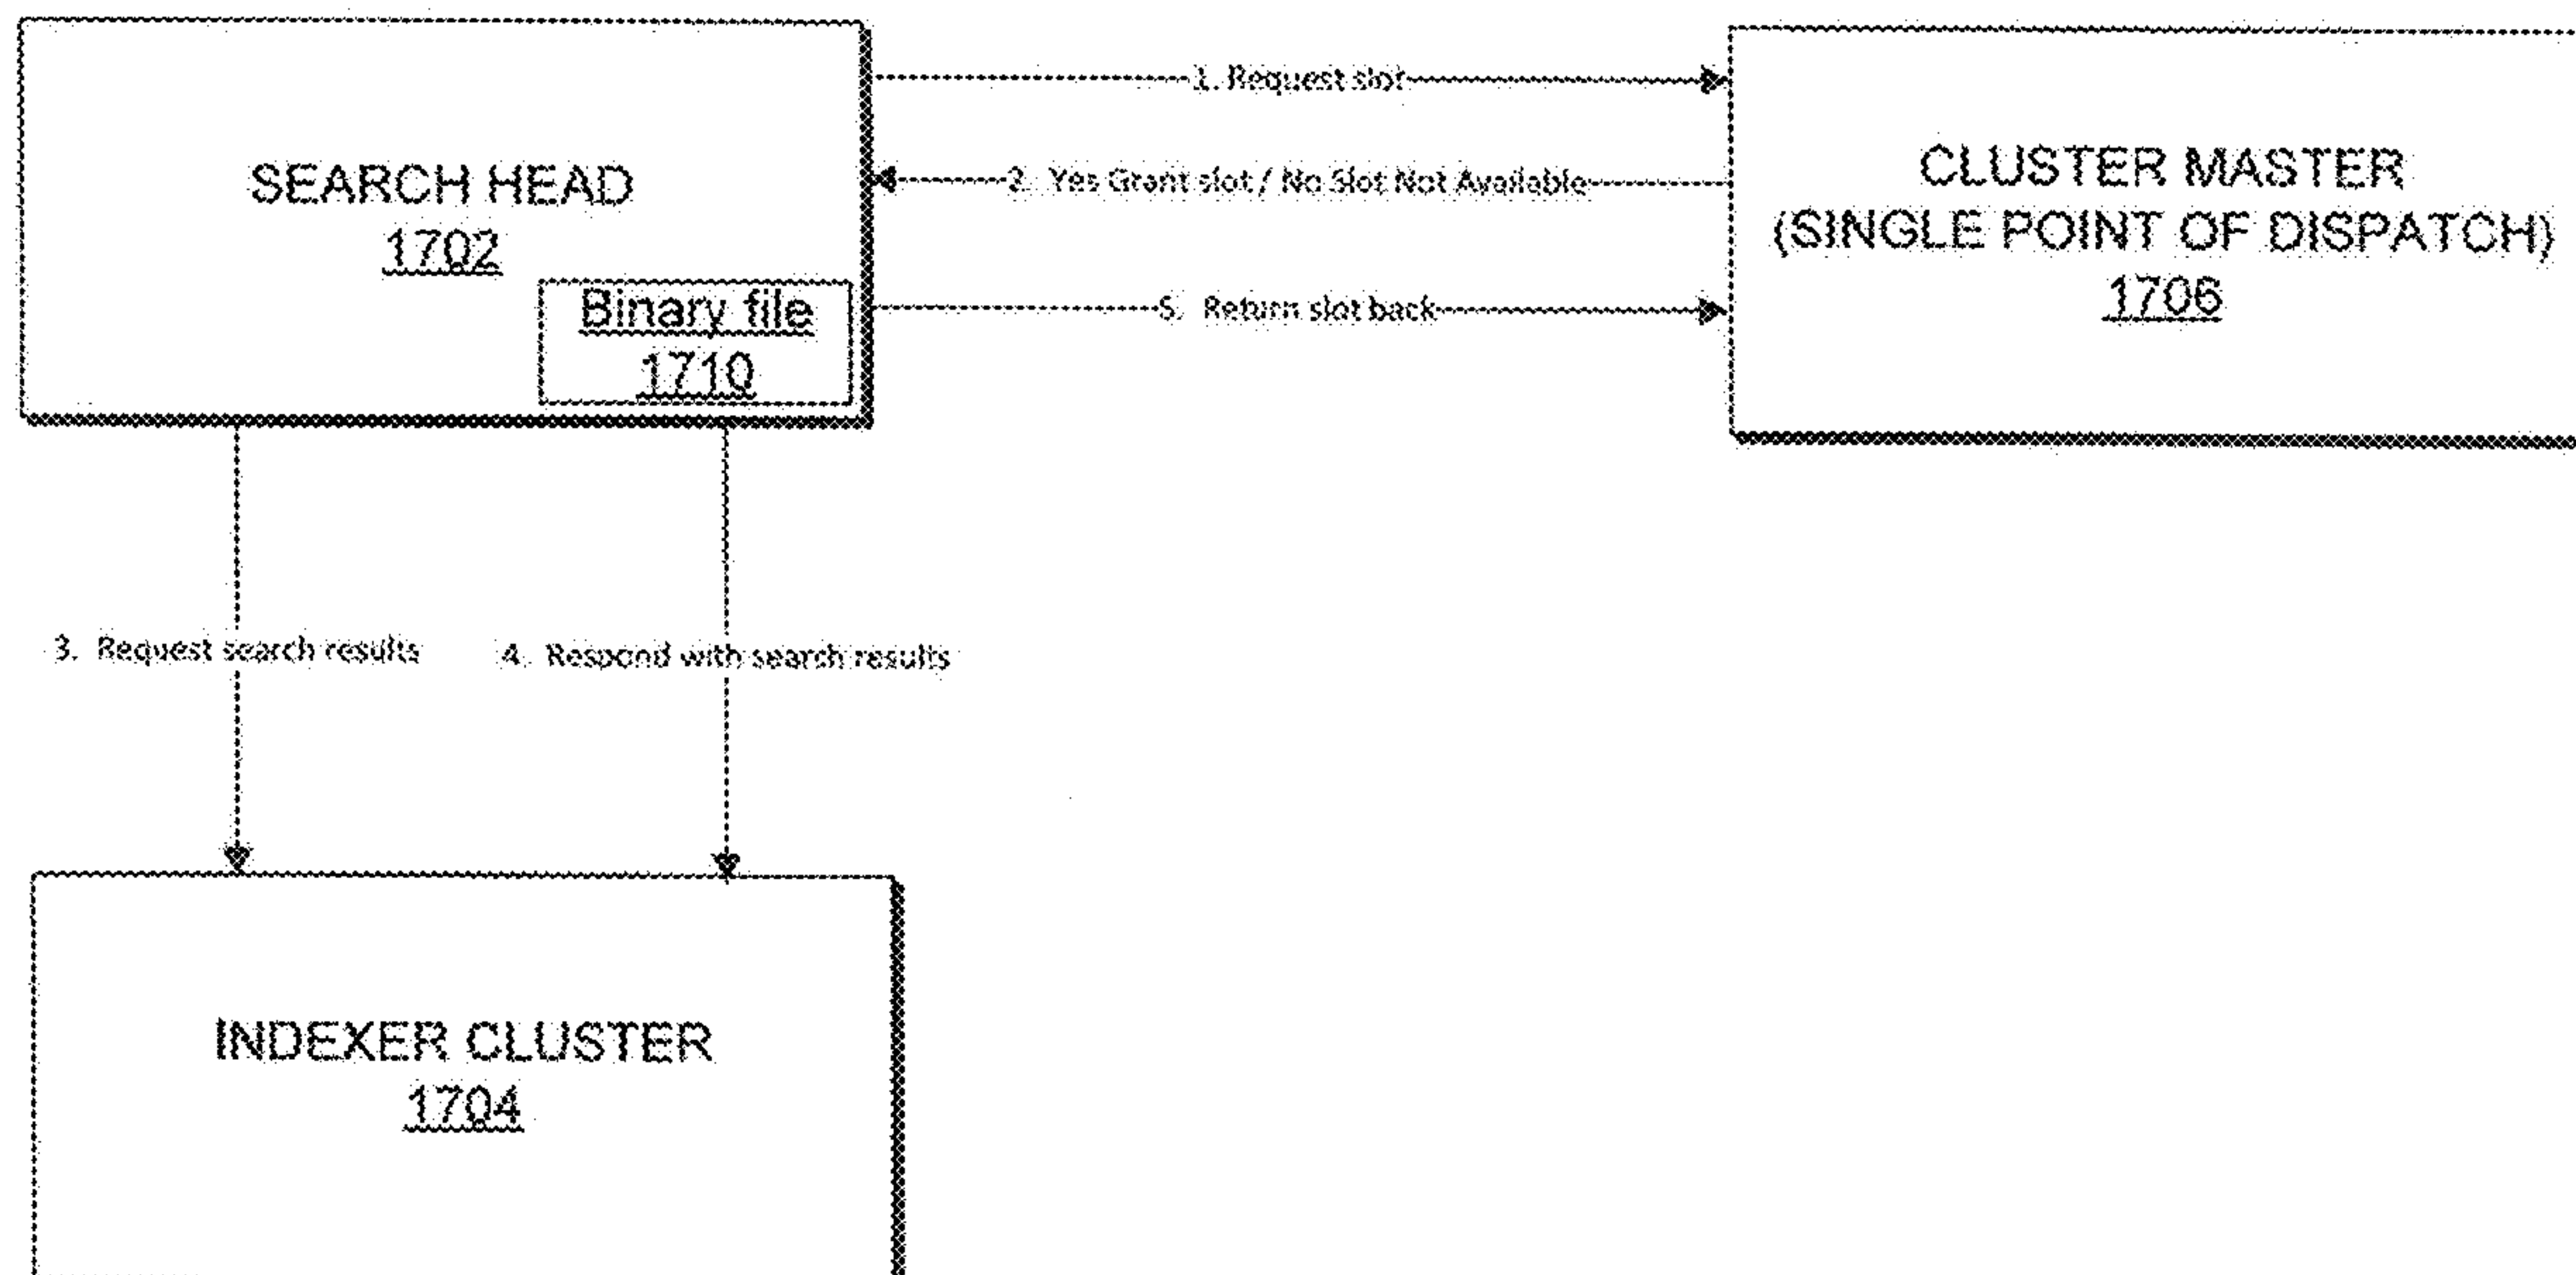 1. Request slot
SEARCH HEAD
1702
2. Yes Grant slot / No Slot Not Available
CLUSTER MASTER
(SINGLE POINT OF DISPATCH)
1706
Binary file
1710
5. Return slot back
3. Request search results
4. Respond with search results
INDEXER CLUSTER
1704